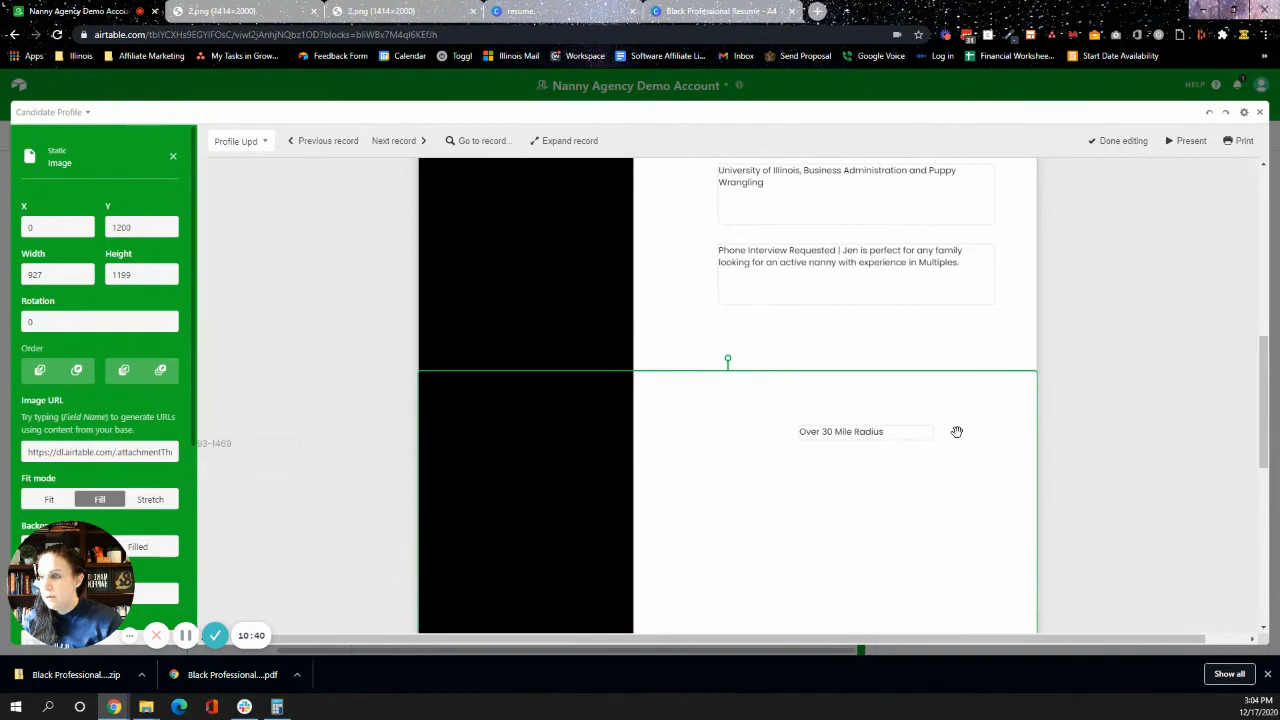 Nanny Agency Demo Accou
2.png (1414×2000)
2.png (1414×2000)
resume.
Black Professional Resume - A4
airtable.com/tbiYCXHs9EGYIFOsC/viwI2jAnhjNQbz1OD?blocks=bliWBx7M4qI6KEfJh
Apps
Illinois
Affiliate Marketing
My Tasks in Grow...
Feedback Form
Calendar
Toggl
Illinois Mail
Workspace
Software Affiliate Li...
Inbox
Send Proposal
Google Voice
Log in
Financial Workshee...
Start Date Availability
Nanny Agency Demo Account
HELP
Candidate Profile
Profile Upd
Previous record
Next record
Go to record...
Expand record
Done editing
Present
Print
Static
Image
X
Y
0
1200
Width
Height
927
1199
Rotation
0
Order
Image URL
Try typing {Field Name} to generate URLs
using content from your base.
https://dl.airtable.com/.attachmentThu
Fit mode
Fit
Fill
Stretch
Filled
University of Illinois, Business Administration and Puppy
Wrangling
Phone Interview Requested | Jen is perfect for any family
looking for an active nanny with experience in Multiples.
Over 30 Mile Radius
93-1469
10:40
Black Professional....zip
Black Professional....pdf
Show all
3:04 PM
12/17/2020